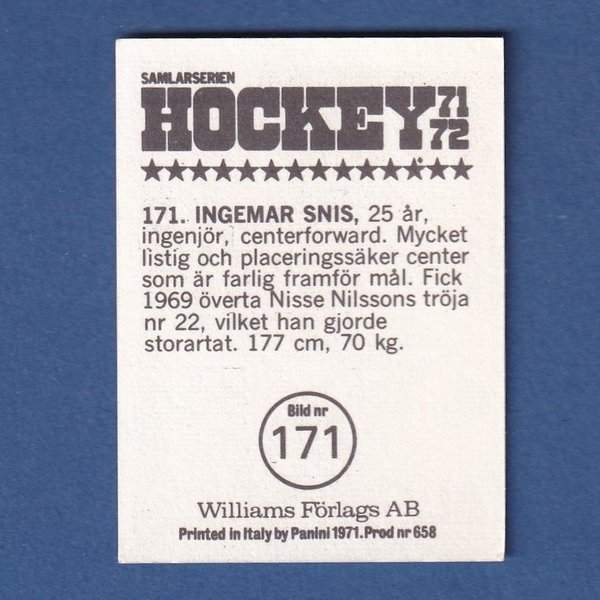 SAMLARSERIEN
HOCKEY 71
72
171. INGEMAR SNIS, 25 år,
ingenjör, centerforward. Mycket
listig och placeringssäker center
som är farlig framför mål. Fick
1969 överta Nisse Nilssons tröja
nr 22, vilket han gjorde
storartat. 177 cm, 70 kg.
Bild nr
171
Williams Förlags AB
Printed in Italy by Panini 1971. Prod nr 658